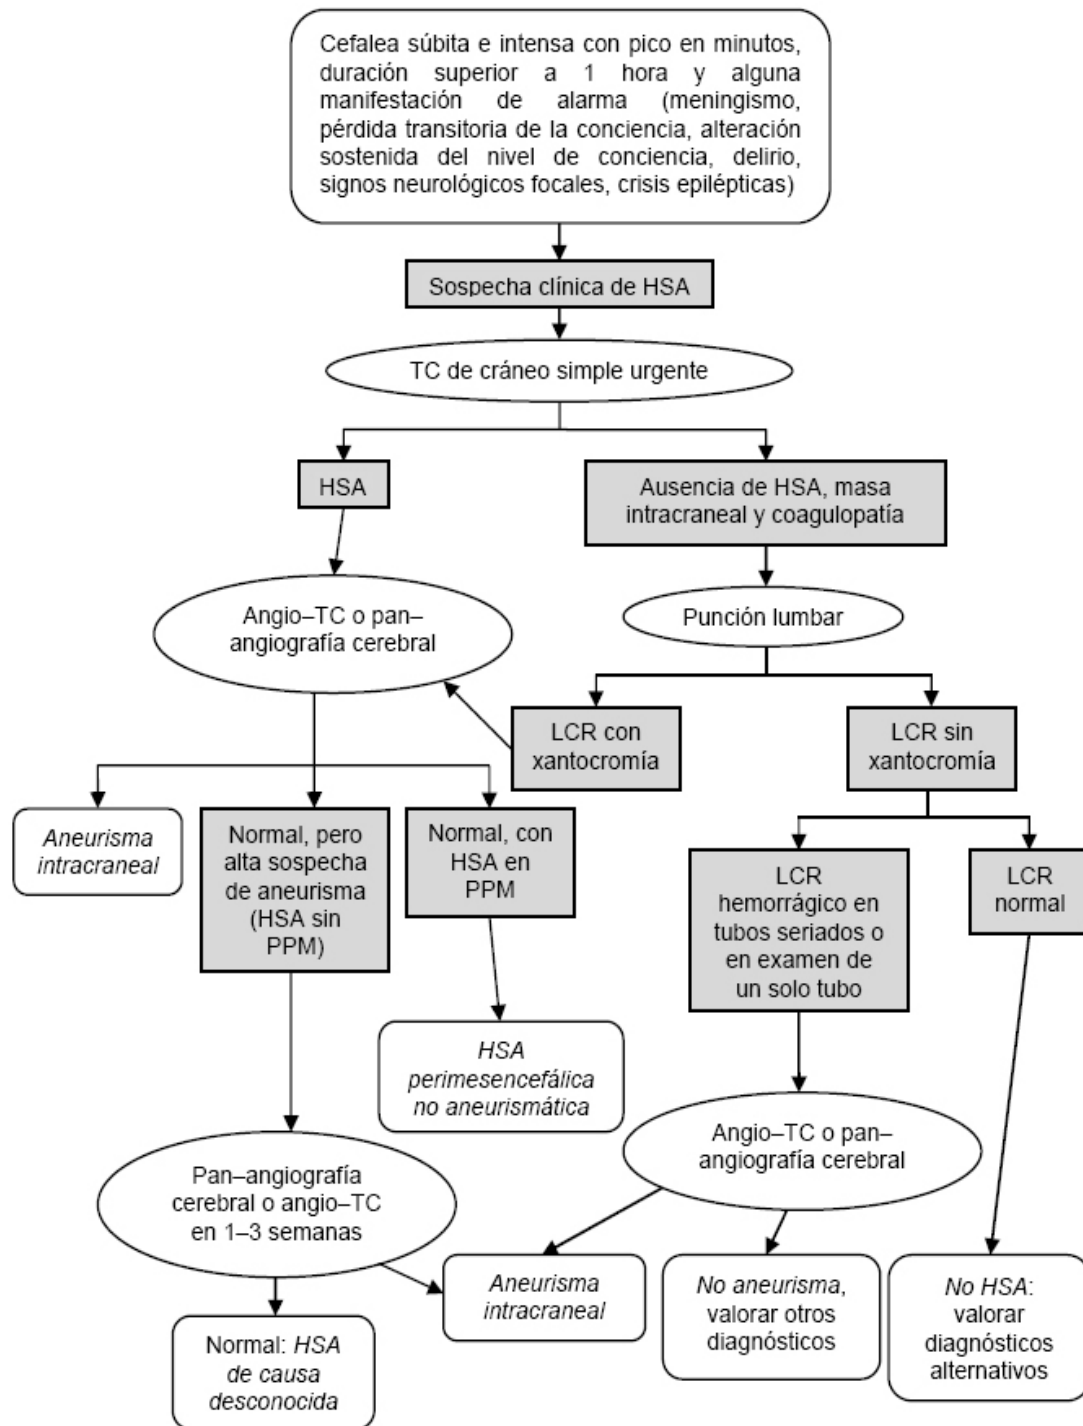 Cefalea súbita e intensa con pico en minutos,
duración superior a 1 hora y alguna
manifestación de alarma (meningismo,
pérdida transitoria de la conciencia, alteración
sostenida del nivel de conciencia, delirio,
signos neurológicos focales, crisis epilépticas)
Sospecha clínica de HSA
TC de cráneo simple urgente
HSA
Ausencia de HSA, masa
intracraneal y coagulopatía
Angio–TC o pan–
angiografía cerebral
Punción lumbar
LCR con
xantocromía
LCR sin
xantocromía
Aneurisma
intracraneal
Normal, pero
alta sospecha
de aneurisma
(HSA sin
PPM)
Normal, con
HSA en
PPM
LCR
hemorrágico en
tubos seriados o
en examen de
un solo tubo
LCR
normal
HSA
perimesencefálica
no aneurismática
Angio–TC o pan–
angiografía cerebral
Pan–angiografía
cerebral o angio–TC
en 1–3 semanas
Aneurisma
intracraneal
No aneurisma,
valorar otros
diagnósticos
No HSA:
valorar
diagnósticos
alternativos
Normal: HSA
de causa
desconocida